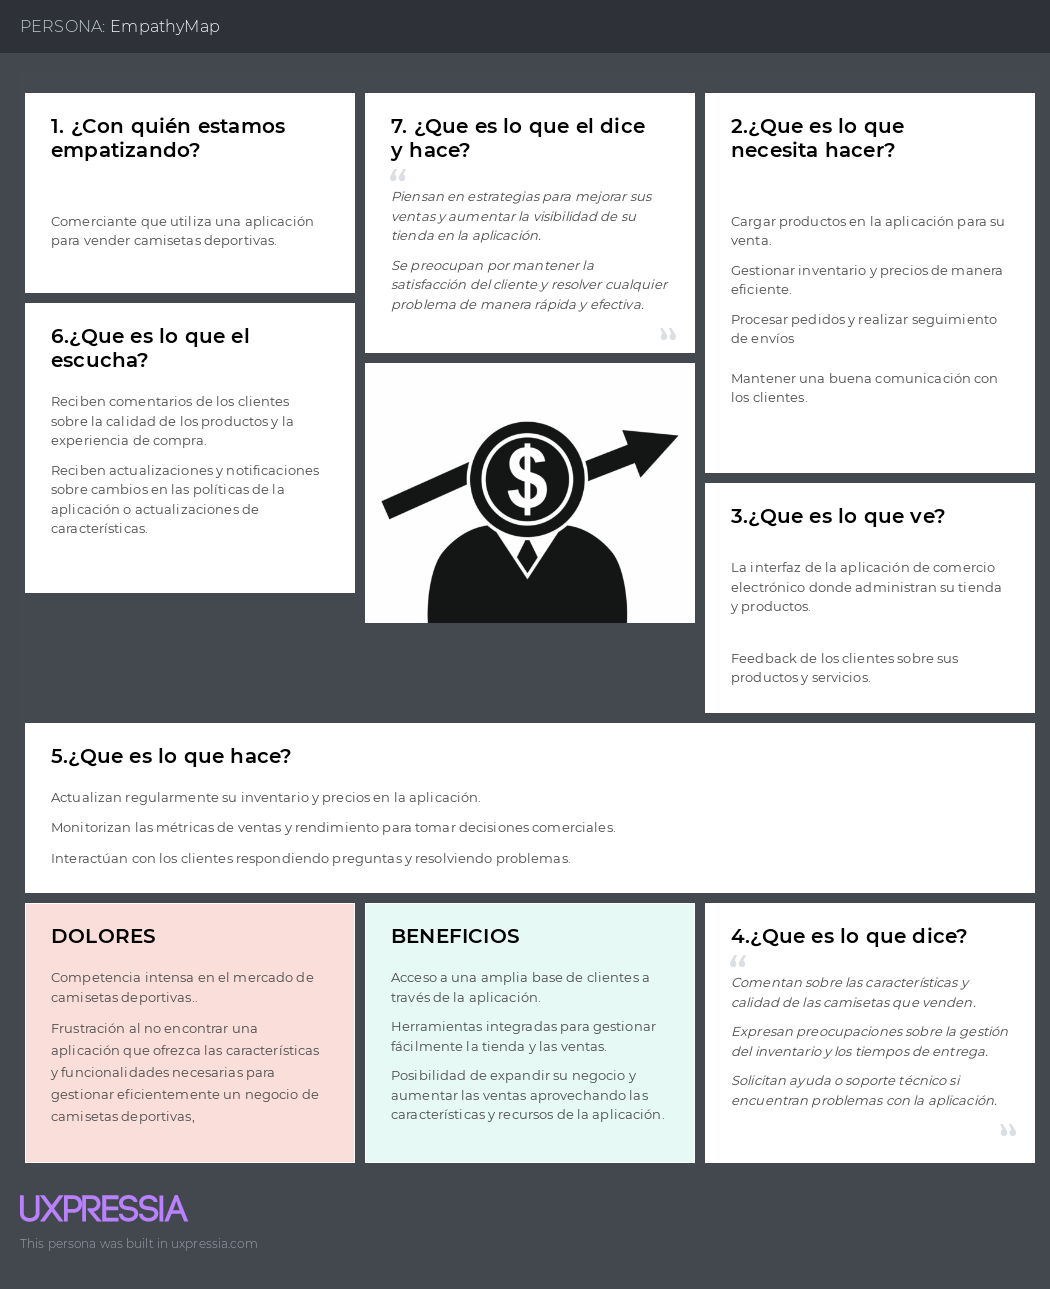 PERSONA: EmpathyMap
1. ¿Con quién estamos
empatizando?
Comerciante que utiliza una aplicación
para vender camisetas deportivas.
7. ¿Que es lo que el dice
y hace?
“
Piensan en estrategias para mejorar sus
ventas y aumentar la visibilidad de su
tienda en la aplicación.
Se preocupan por mantener la
satisfacción del cliente y resolver cualquier
problema de manera rápida y efectiva.
”
2.¿Que es lo que
necesita hacer?
Cargar productos en la aplicación para su
venta.
Gestionar inventario y precios de manera
eficiente.
Procesar pedidos y realizar seguimiento
de envíos
Mantener una buena comunicación con
los clientes.
6.¿Que es lo que el
escucha?
Reciben comentarios de los clientes
sobre la calidad de los productos y la
experiencia de compra.
Reciben actualizaciones y notificaciones
sobre cambios en las políticas de la
aplicación o actualizaciones de
características.
$
3.¿Que es lo que ve?
La interfaz de la aplicación de comercio
electrónico donde administran su tienda
y productos.
Feedback de los clientes sobre sus
productos y servicios.
5.¿Que es lo que hace?
Actualizan regularmente su inventario y precios en la aplicación.
Monitorizan las métricas de ventas y rendimiento para tomar decisiones comerciales.
Interactúan con los clientes respondiendo preguntas y resolviendo problemas.
DOLORES
Competencia intensa en el mercado de
camisetas deportivas..
Frustración al no encontrar una
aplicación que ofrezca las características
y funcionalidades necesarias para
gestionar eficientemente un negocio de
camisetas deportivas,
BENEFICIOS
Acceso a una amplia base de clientes a
través de la aplicación.
Herramientas integradas para gestionar
fácilmente la tienda y las ventas.
Posibilidad de expandir su negocio y
aumentar las ventas aprovechando las
características y recursos de la aplicación.
4.¿Que es lo que dice?
“
Comentan sobre las características y
calidad de las camisetas que venden.
Expresan preocupaciones sobre la gestión
del inventario y los tiempos de entrega.
Solicitan ayuda o soporte técnico si
encuentran problemas con la aplicación.
”
UXPRESSIA
This persona was built in uxpressia.com